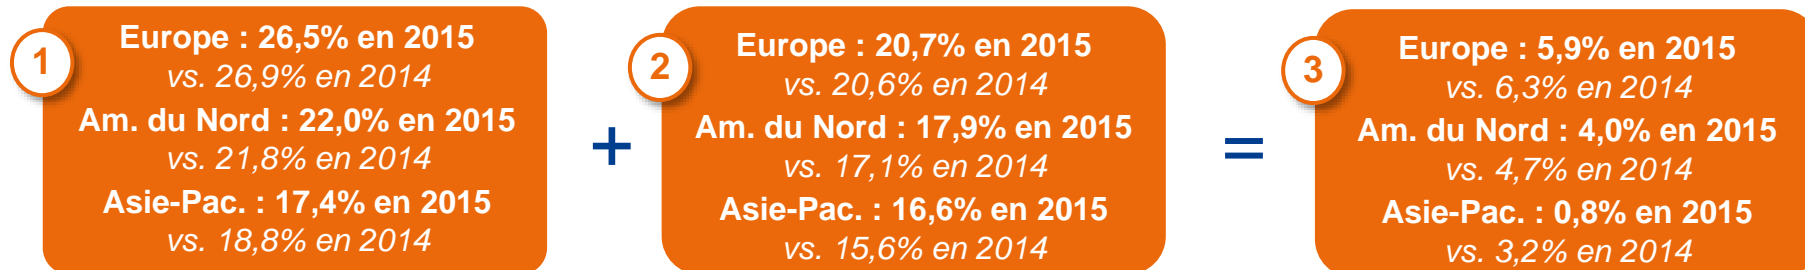 1
Europe : 26,5% en 2015
vs. 26,9% en 2014
Am. du Nord : 22,0% en 2015
vs. 21,8% en 2014
Asie-Pac. : 17,4% en 2015
vs. 18,8% en 2014
+
2
Europe : 20,7% en 2015
vs. 20,6% en 2014
Am. du Nord : 17,9% en 2015
vs. 17,1% en 2014
Asie-Pac. : 16,6% en 2015
vs. 15,6% en 2014
=
3
Europe : 5,9% en 2015
vs. 6,3% en 2014
Am. du Nord : 4,0% en 2015
vs. 4,7% en 2014
Asie-Pac. : 0,8% en 2015
vs. 3,2% en 2014